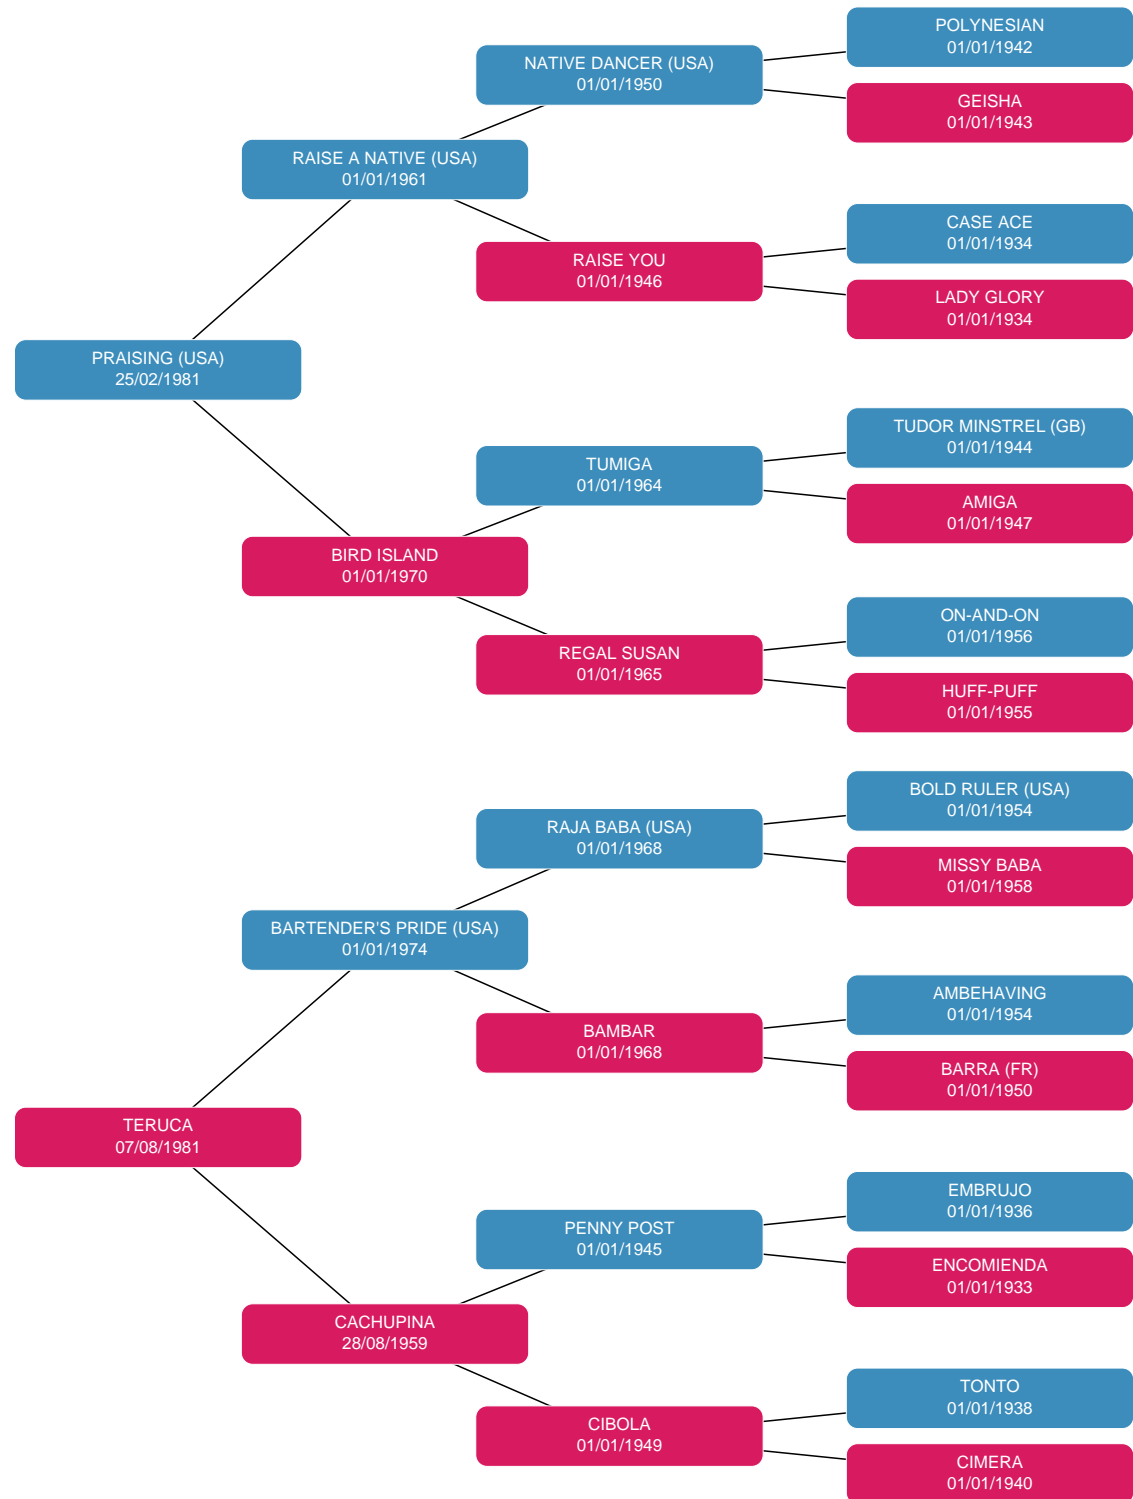 POLYNESIAN
01/01/1942
NATIVE DANCER (USA)
01/01/1950
GEISHA
01/01/1943
RAISE A NATIVE (USA)
01/01/1961
CASE ACE
01/01/1934
RAISE YOU
01/01/1946
LADY GLORY
01/01/1934
PRAISING (USA)
25/02/1981
TUDOR MINSTREL (GB)
01/01/1944
TUMIGA
01/01/1964
AMIGA
01/01/1947
BIRD ISLAND
01/01/1970
ON-AND-ON
01/01/1956
REGAL SUSAN
01/01/1965
HUFF-PUFF
01/01/1955
BOLD RULER (USA)
01/01/1954
RAJA BABA (USA)
01/01/1968
MISSY BABA
01/01/1958
BARTENDER'S PRIDE (USA)
01/01/1974
AMBEHAVING
01/01/1954
BAMBAR
01/01/1968
BARRA (FR)
01/01/1950
TERUCA
07/08/1981
EMBRUJO
01/01/1936
PENNY POST
01/01/1945
ENCOMIENDA
01/01/1933
CACHUPINA
28/08/1959
TONTO
01/01/1938
CIBOLA
01/01/1949
CIMERA
01/01/1940